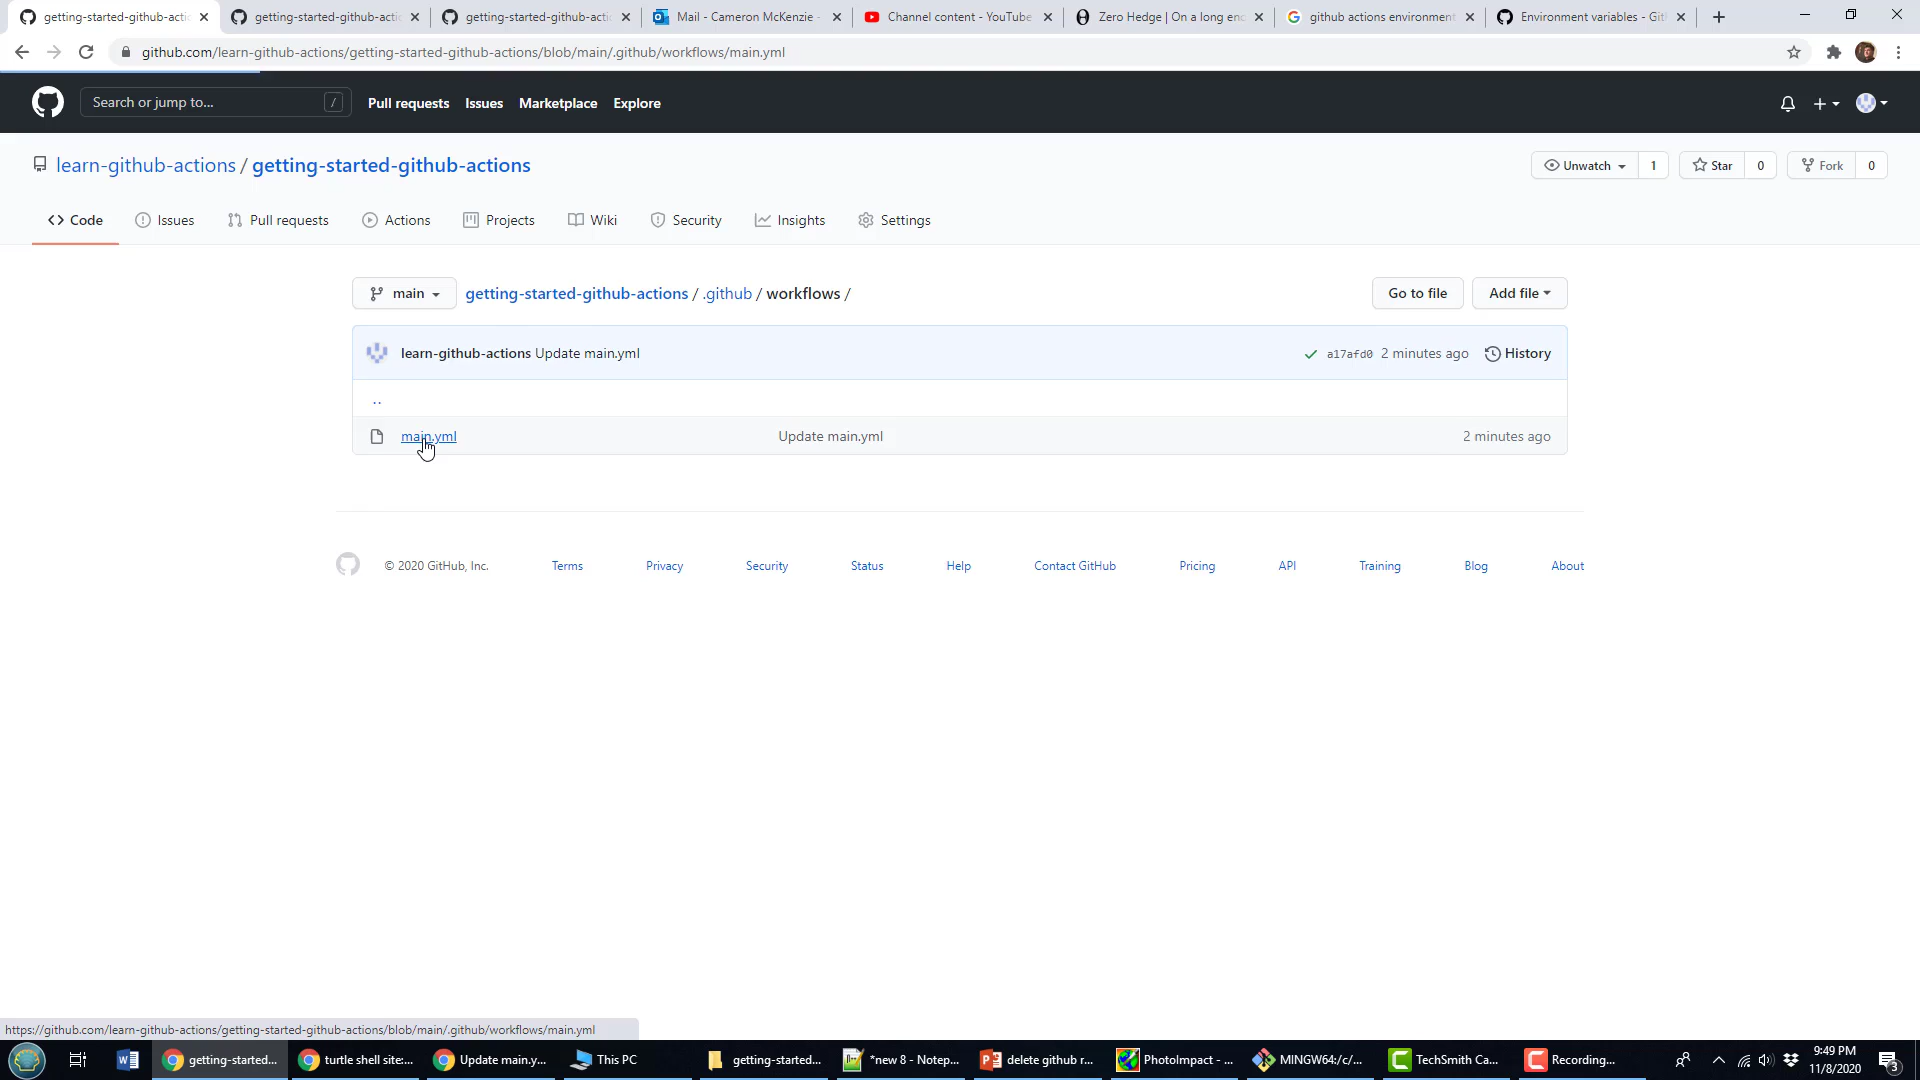 getting-started-github-actio
getting-started-github-actio
getting-started-github-actio
Mail - Cameron McKenzie -
Channel content - YouTube
Zero Hedge | On a long en
github actions environment
Environment variables - Git
github.com/learn-github-actions/getting-started-github-actions/blob/main/.github/workflows/main.yml
Search or jump to... /
Pull requests Issues Marketplace Explore
learn-github-actions / getting-started-github-actions
Unwatch 1 Star 0 Fork 0
Code Issues Pull requests Actions Projects Wiki Security Insights Settings
main getting-started-github-actions / .github / workflows / Go to file Add file
learn-github-actions Update main.yml a17afd0 2 minutes ago History
..
main.yml Update main.yml 2 minutes ago
© 2020 GitHub, Inc. Terms Privacy Security Status Help Contact GitHub Pricing API Training Blog About
https://github.com/learn-github-actions/getting-started-github-actions/blob/main/.github/workflows/main.yml
getting-started...
turtle shell site:...
Update main.y...
This PC
getting-started...
*new 8 - Notep...
delete github r...
PhotoImpact - ...
MINGW64:/c/...
TechSmith Ca...
Recording...
9:49 PM
11/8/2020
3